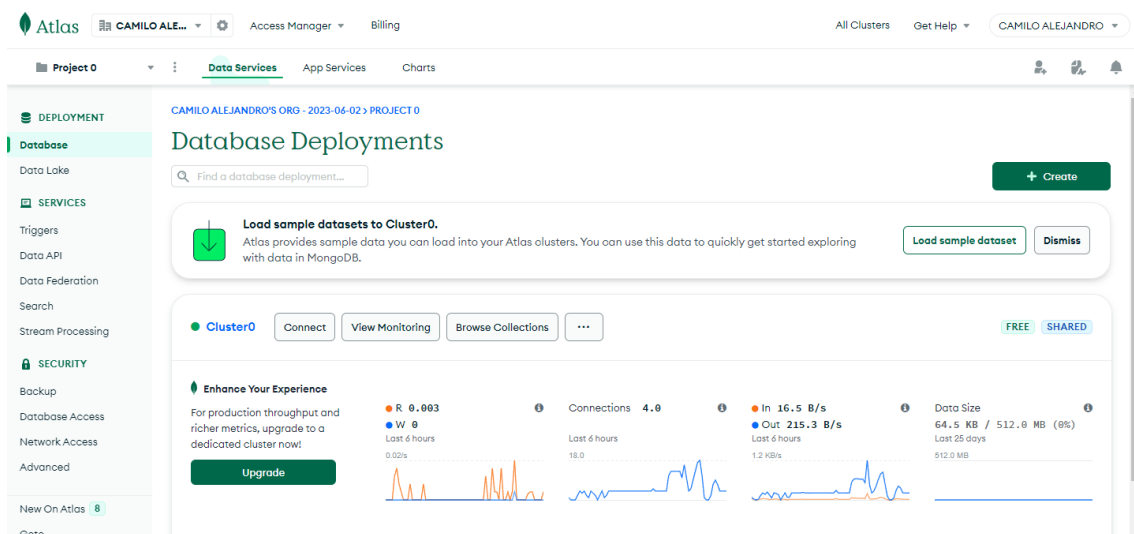 Atlas
CAMILO ALE...
Access Manager
Billing
All Clusters
Get Help
CAMILO ALEJANDRO
Project 0
Data Services
App Services
Charts
DEPLOYMENT
Database
Data Lake
SERVICES
Triggers
Data API
Data Federation
Search
Stream Processing
SECURITY
Backup
Database Access
Network Access
Advanced
New On Atlas 8
CAMILO ALEJANDRO'S ORG - 2023-06-02 > PROJECT 0
Database Deployments
Find a database deployment...
+ Create
Load sample datasets to Cluster0.
Atlas provides sample data you can load into your Atlas clusters. You can use this data to quickly get started exploring
with data in MongoDB.
Load sample dataset
Dismiss
Cluster0
Connect
View Monitoring
Browse Collections
...
FREE
SHARED
Enhance Your Experience
For production throughput and
richer metrics, upgrade to a
dedicated cluster now!
Upgrade
R 0.003
W 0
Last 6 hours
0.02/s
Connections 4.0
Last 6 hours
18.0
In 16.5 B/s
Out 215.3 B/s
Last 6 hours
1.2 KB/s
Data Size
64.5 KB / 512.0 MB (0%)
Last 25 days
512.0 MB